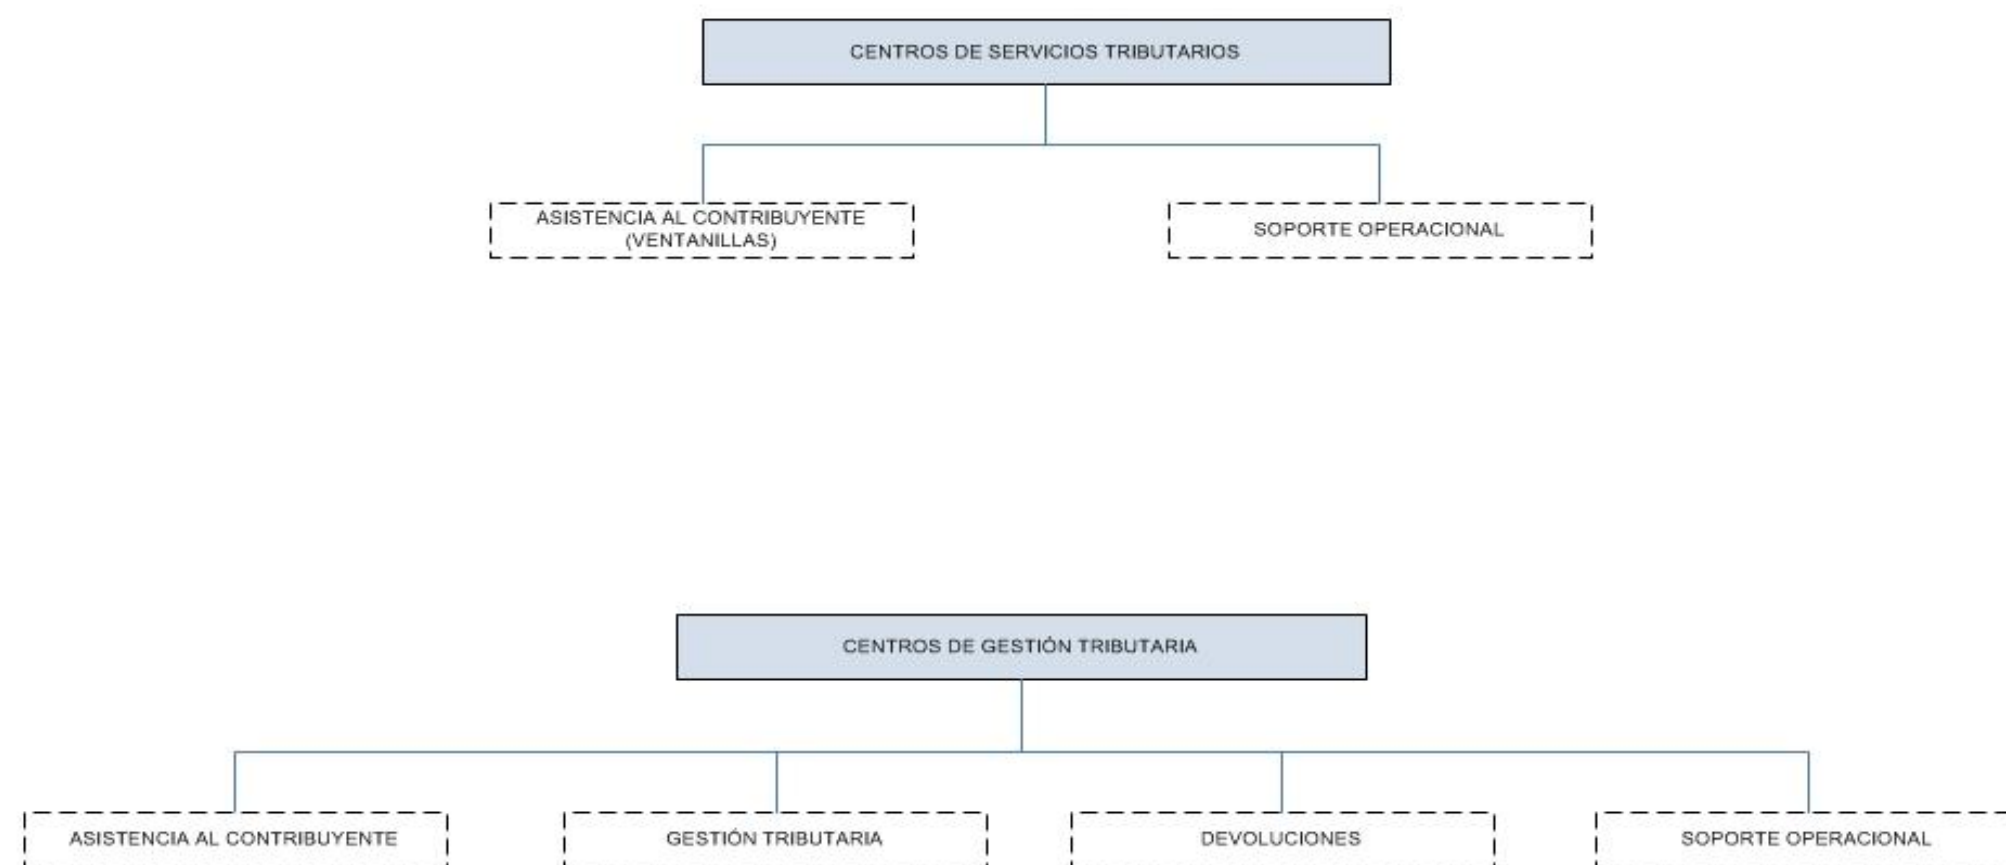 CENTROS DE SERVICIOS TRIBUTARIOS
ASISTENCIA AL CONTRIBUYENTE
(VENTANILLAS)
SOPORTE OPERACIONAL
CENTROS DE GESTIÓN TRIBUTARIA
ASISTENCIA AL CONTRIBUYENTE
GESTIÓN TRIBUTARIA
DEVOLUCIONES
SOPORTE OPERACIONAL